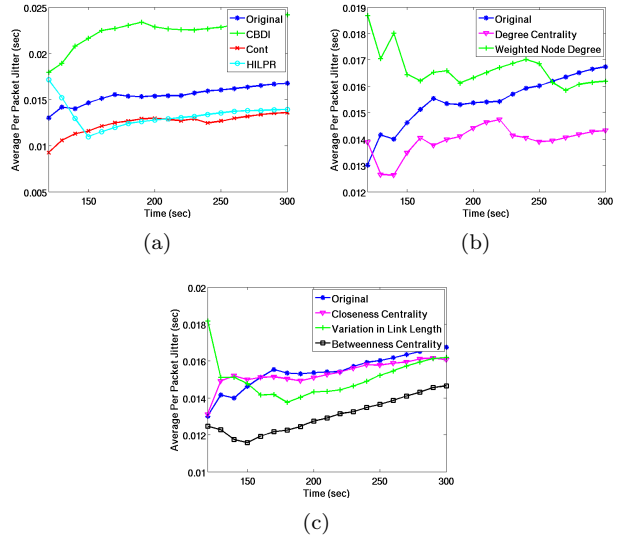 0.025
0.02
0.015
0.01
0.005
Average Per Packet Jitter (sec)
Original
CBDI
Cont
HILPR
150
200
250
300
Time (sec)
(a)
0.019
0.018
0.017
0.016
0.015
0.014
0.013
0.012
Average Per Packet Jitter (sec)
Original
Degree Centrality
Weighted Node Degree
150
200
250
300
Time (sec)
(b)
0.02
0.018
0.016
0.014
0.012
0.01
Average Per Packet Jitter (sec)
Original
Closeness Centrality
Variation in Link Length
Betweenness Centrality
150
200
250
300
Time (sec)
(c)